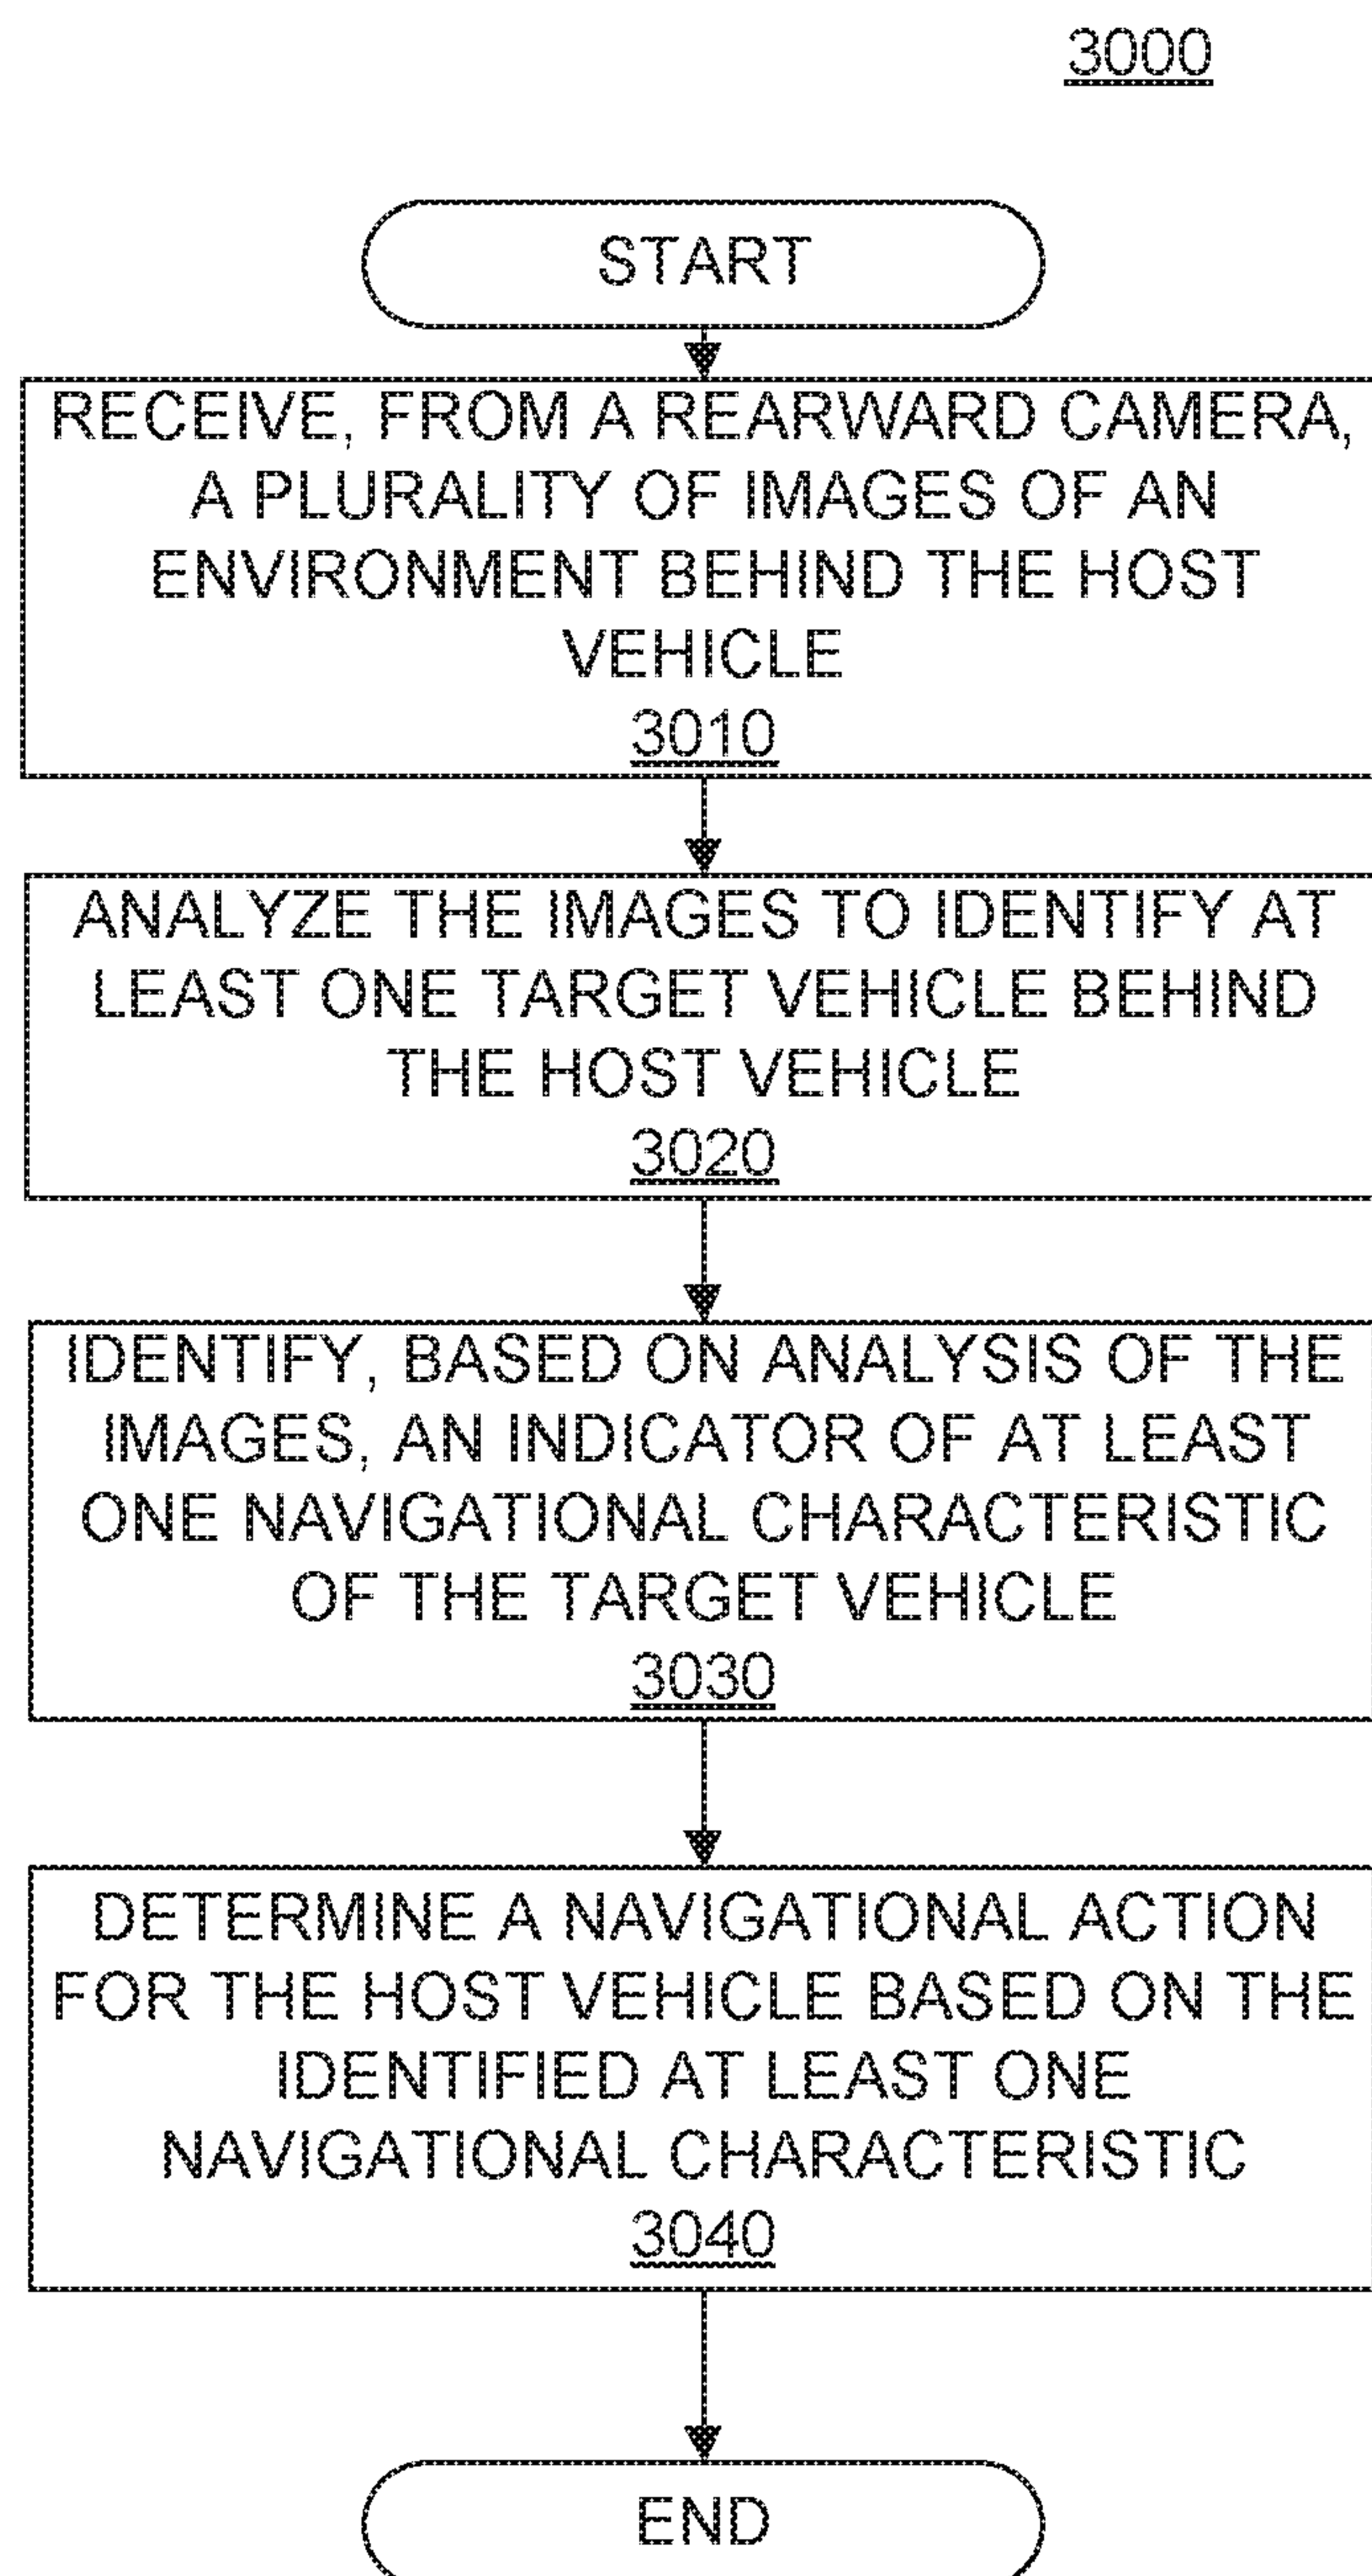 3000
START
RECEIVE, FROM A REARWARD CAMERA,
A PLURALITY OF IMAGES OF AN
ENVIRONMENT BEHIND THE HOST
VEHICLE
3010
ANALYZE THE IMAGES TO IDENTIFY AT
LEAST ONE TARGET VEHICLE BEHIND
THE HOST VEHICLE
3020
IDENTIFY, BASED ON ANALYSIS OF THE
IMAGES, AN INDICATOR OF AT LEAST
ONE NAVIGATIONAL CHARACTERISTIC
OF THE TARGET VEHICLE
3030
DETERMINE A NAVIGATIONAL ACTION
FOR THE HOST VEHICLE BASED ON THE
IDENTIFIED AT LEAST ONE
NAVIGATIONAL CHARACTERISTIC
3040
END